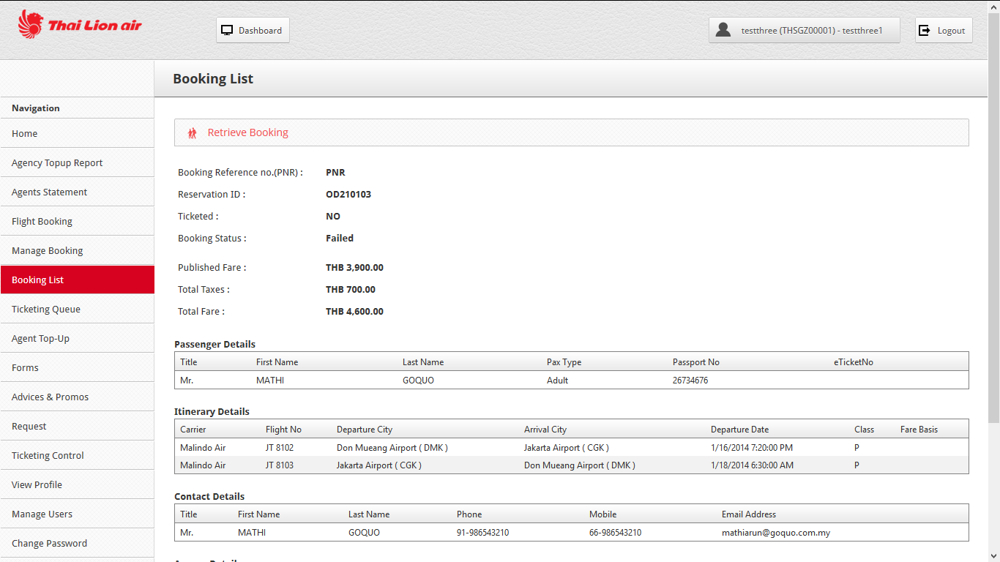 Thai Lion air
Dashboard
testthree (THSGZ00001) - testthree1
Logout
Booking List
Navigation
Home
Agency Topup Report
Agents Statement
Flight Booking
Manage Booking
Booking List
Ticketing Queue
Agent Top-Up
Forms
Advices & Promos
Request
Ticketing Control
View Profile
Manage Users
Change Password
Retrieve Booking
Booking Reference no.(PNR) : PNR
Reservation ID : OD210103
Ticketed : NO
Booking Status : Failed
Published Fare : THB 3,900.00
Total Taxes : THB 700.00
Total Fare : THB 4,600.00
Passenger Details
Title First Name Last Name Pax Type Passport No eTicketNo
Mr. MATHI GOQUO Adult 26734676
Itinerary Details
Carrier Flight No Departure City Arrival City Departure Date Class Fare Basis
Malindo Air JT 8102 Don Mueang Airport ( DMK ) Jakarta Airport ( CGK ) 1/16/2014 7:20:00 PM P
Malindo Air JT 8103 Jakarta Airport ( CGK ) Don Mueang Airport ( DMK ) 1/18/2014 6:30:00 AM P
Contact Details
Title First Name Last Name Phone Mobile Email Address
Mr. MATHI GOQUO 91-986543210 66-986543210 mathiarun@goquo.com.my